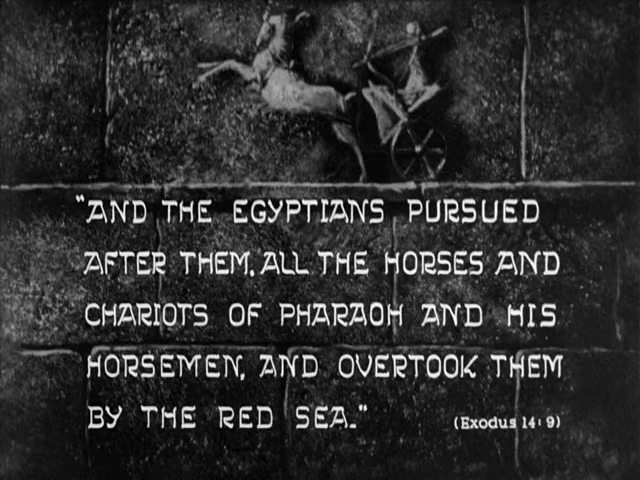 "AND THE EGYPTIANS PURSUED
AFTER THEM, ALL THE HORSES AND
CHARIOTS OF PHARAOH AND HIS
HORSEMEN, AND OVERTOOK THEM
BY THE RED SEA."
(Exodus 14:9)